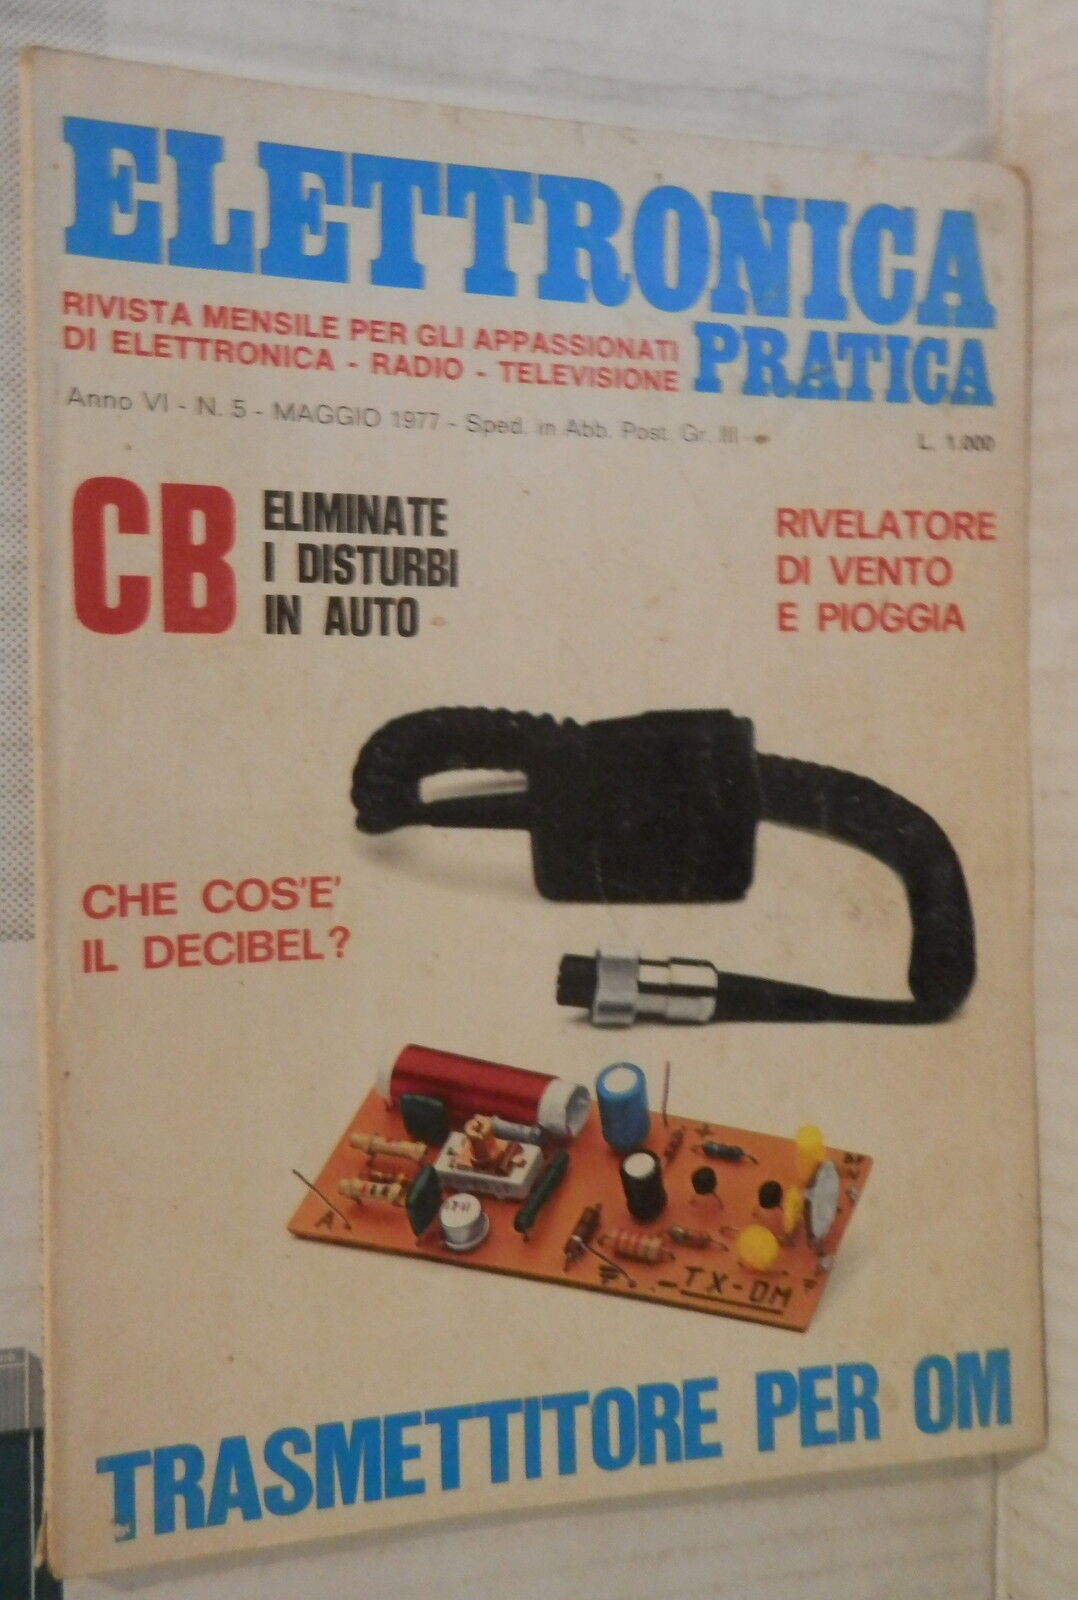 ELETTRONICA
PRATICA
RIVISTA MENSILE PER GLI APPASSIONATI
DI ELETTRONICA - RADIO - TELEVISIONE
Anno VI - N. 5 - MAGGIO 1977 - Sped. in Abb. Post. Gr. III
L. 1.000
CB
ELIMINATE
I DISTURBI
IN AUTO
RIVELATORE
DI VENTO
E PIOGGIA
CHE COS'E'
IL DECIBEL?
A
+
TX-OM
TRASMETTITORE PER OM